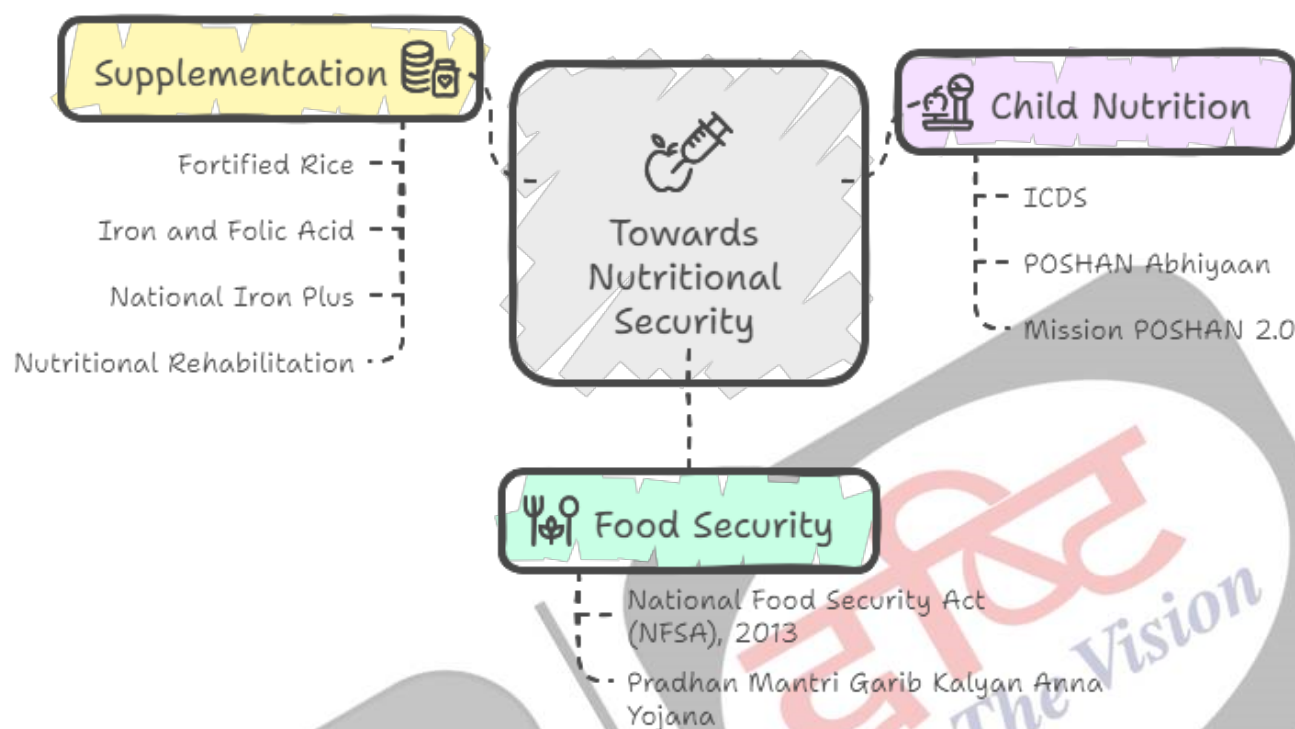 Supplementation
Fortified Rice
Iron and Folic Acid
National Iron Plus
Nutritional Rehabilitation
Towards
Nutritional
Security
Child Nutrition
ICDS
POSHAN Abhiyaan
Mission POSHAN 2.0
Food Security
National Food Security Act
(NFSA), 2013
Pradhan Mantri Garib Kalyan Anna
Yojana
दृष्टि
The Vision